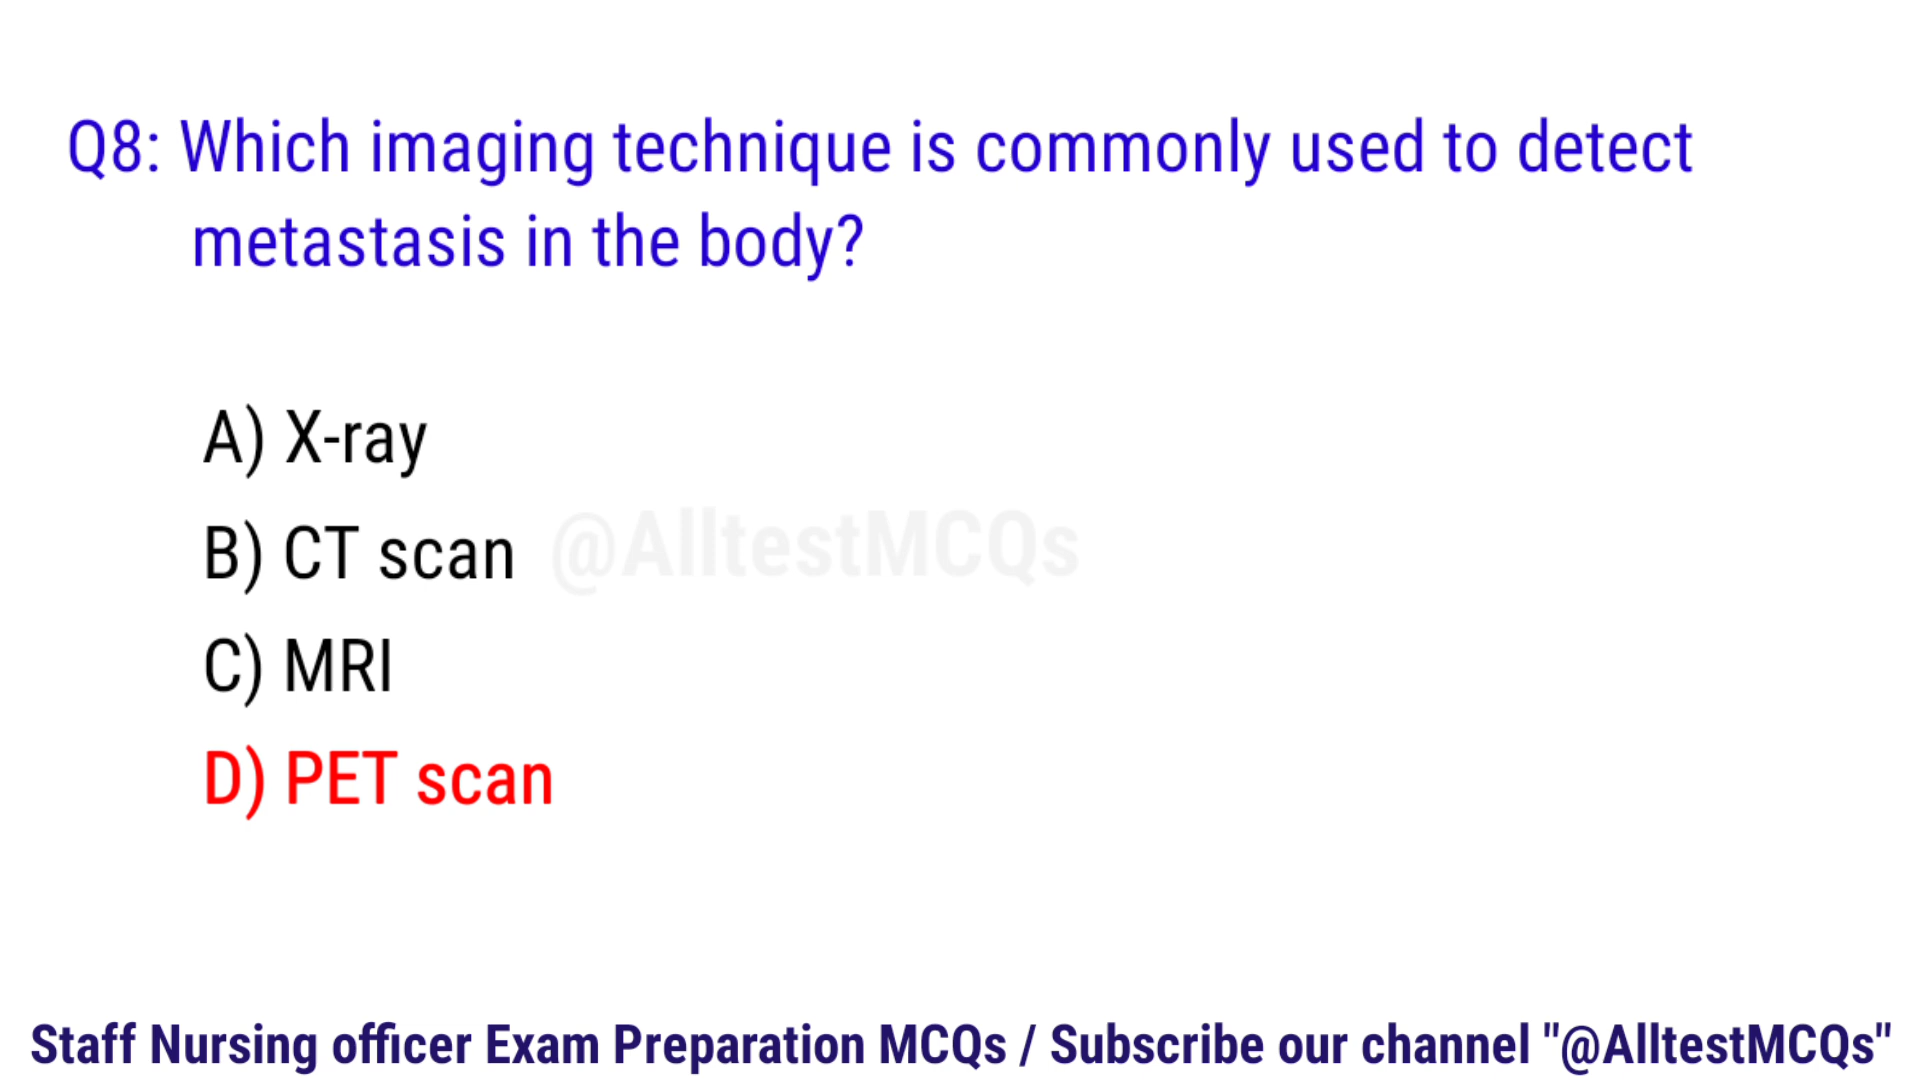 Q8: Which imaging technique is commonly used to detect
metastasis in the body?
A) X-ray
B) CT scan
@AlltestMCQs
C) MRI
D) PET scan
Staff Nursing officer Exam Preparation MCQs / Subscribe our channel "@AlltestMCQs"